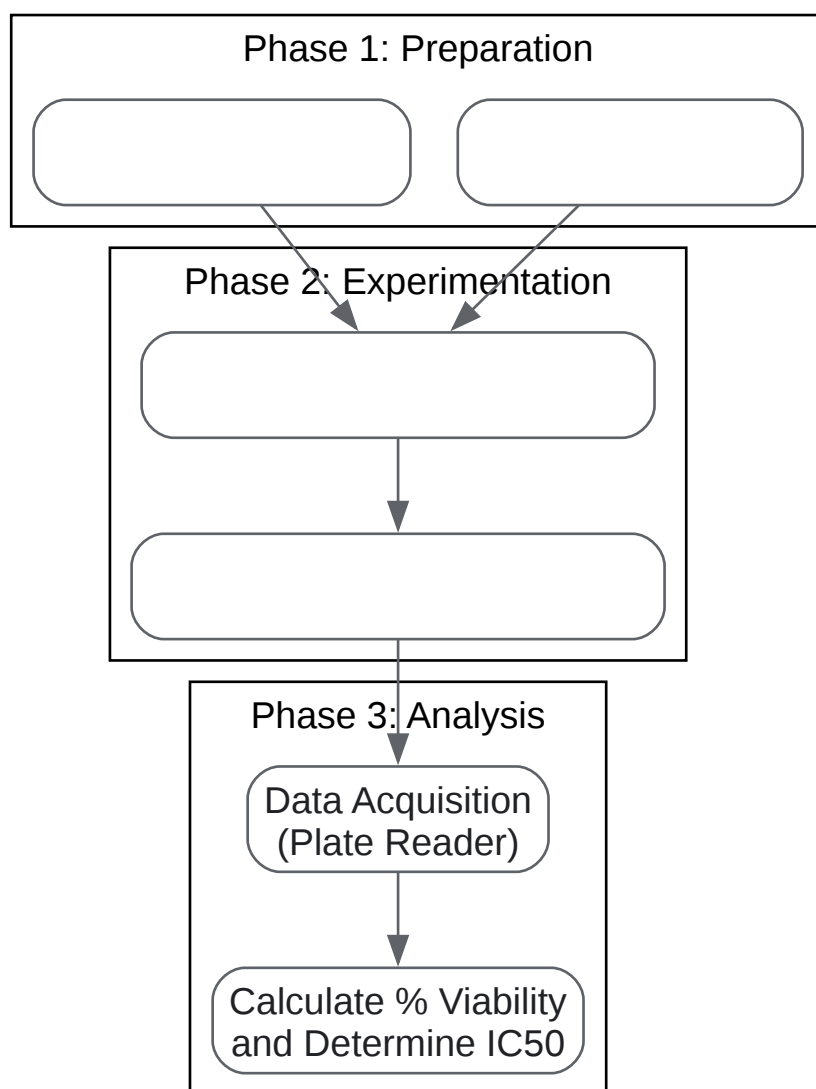 Phase 1: Preparation
Phase 2: Experimentation
Phase 3: Analysis
Data Acquisition
(Plate Reader)
Calculate % Viability
and Determine IC50